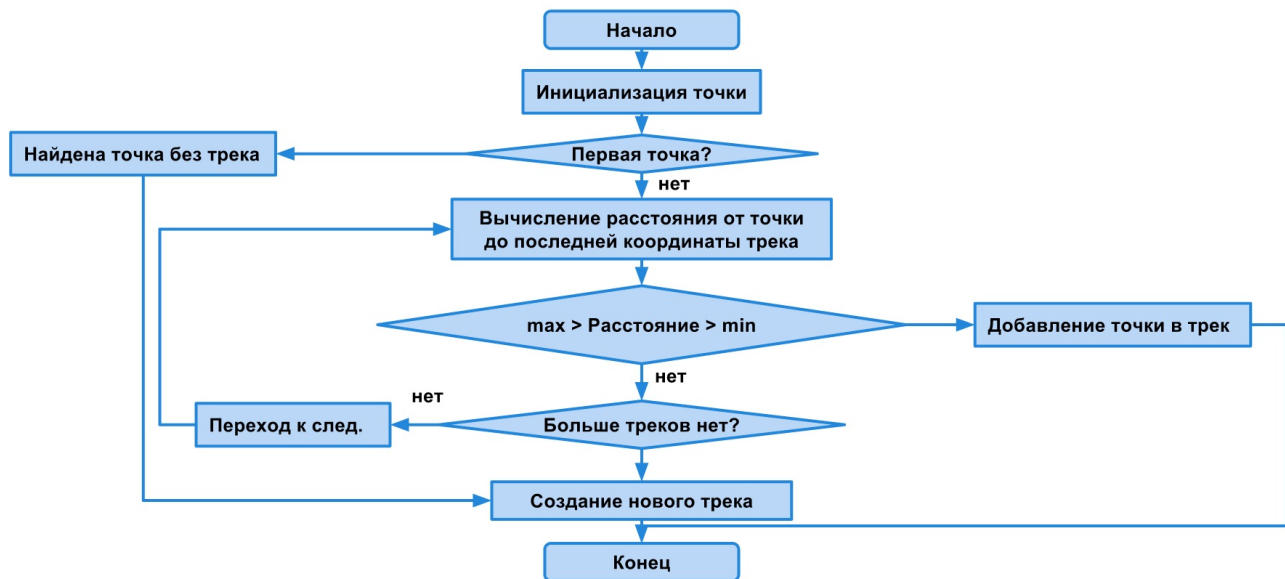 Начало
Инициализация точки
Найдена точка без трека
Первая точка?
нет
Вычисление расстояния от точки
до последней координаты трека
max > Расстояние > min
Добавление точки в трек
нет
нет
Переход к след.
Больше треков нет?
Создание нового трека
Конец